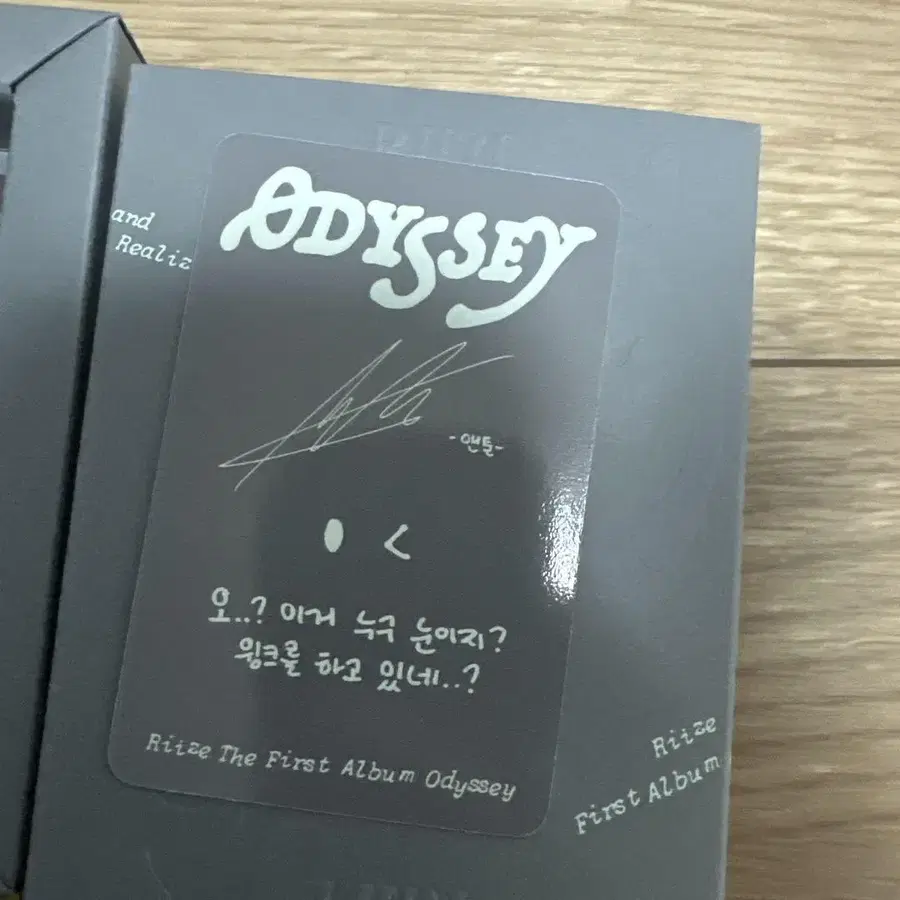 and
Realiz
ODYSSEY
-앤톤-
오..? 이거 누구 눈이지?
윙크를 하고 있네..?
Riize The First Album Odyssey
Riize
First Album